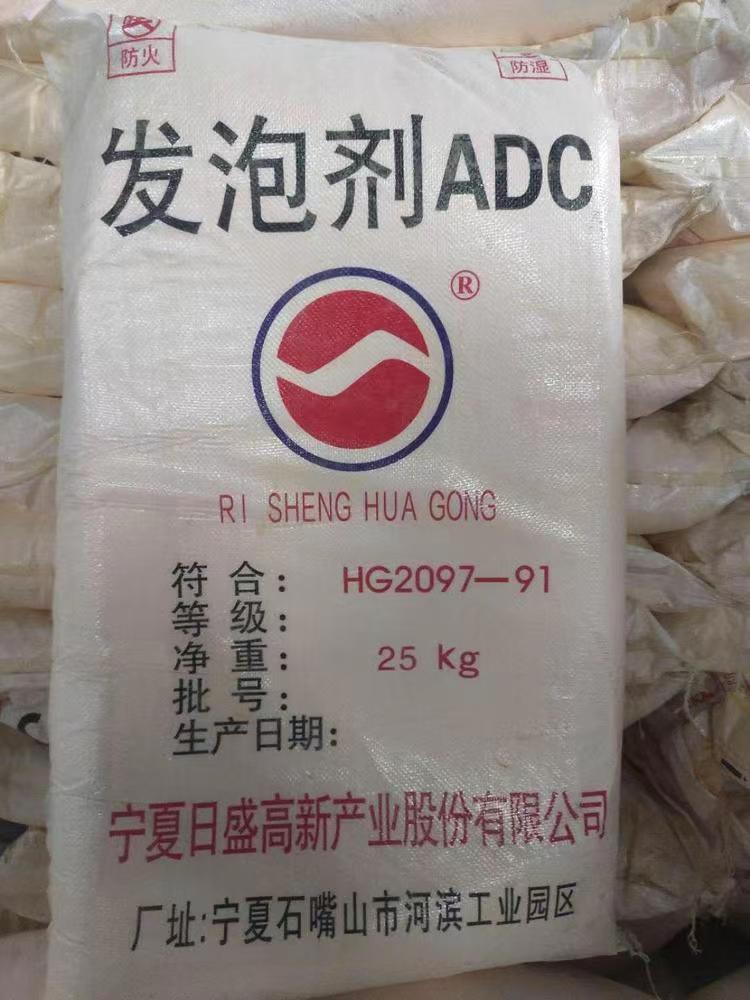 防火
防湿
发泡剂ADC
®
RI SHENG HUA GONG
符合: HG2097—91
等级:
净重: 25 Kg
批号:
生产日期:
宁夏日盛高新产业股份有限公司
厂址:宁夏石嘴山市河滨工业园区